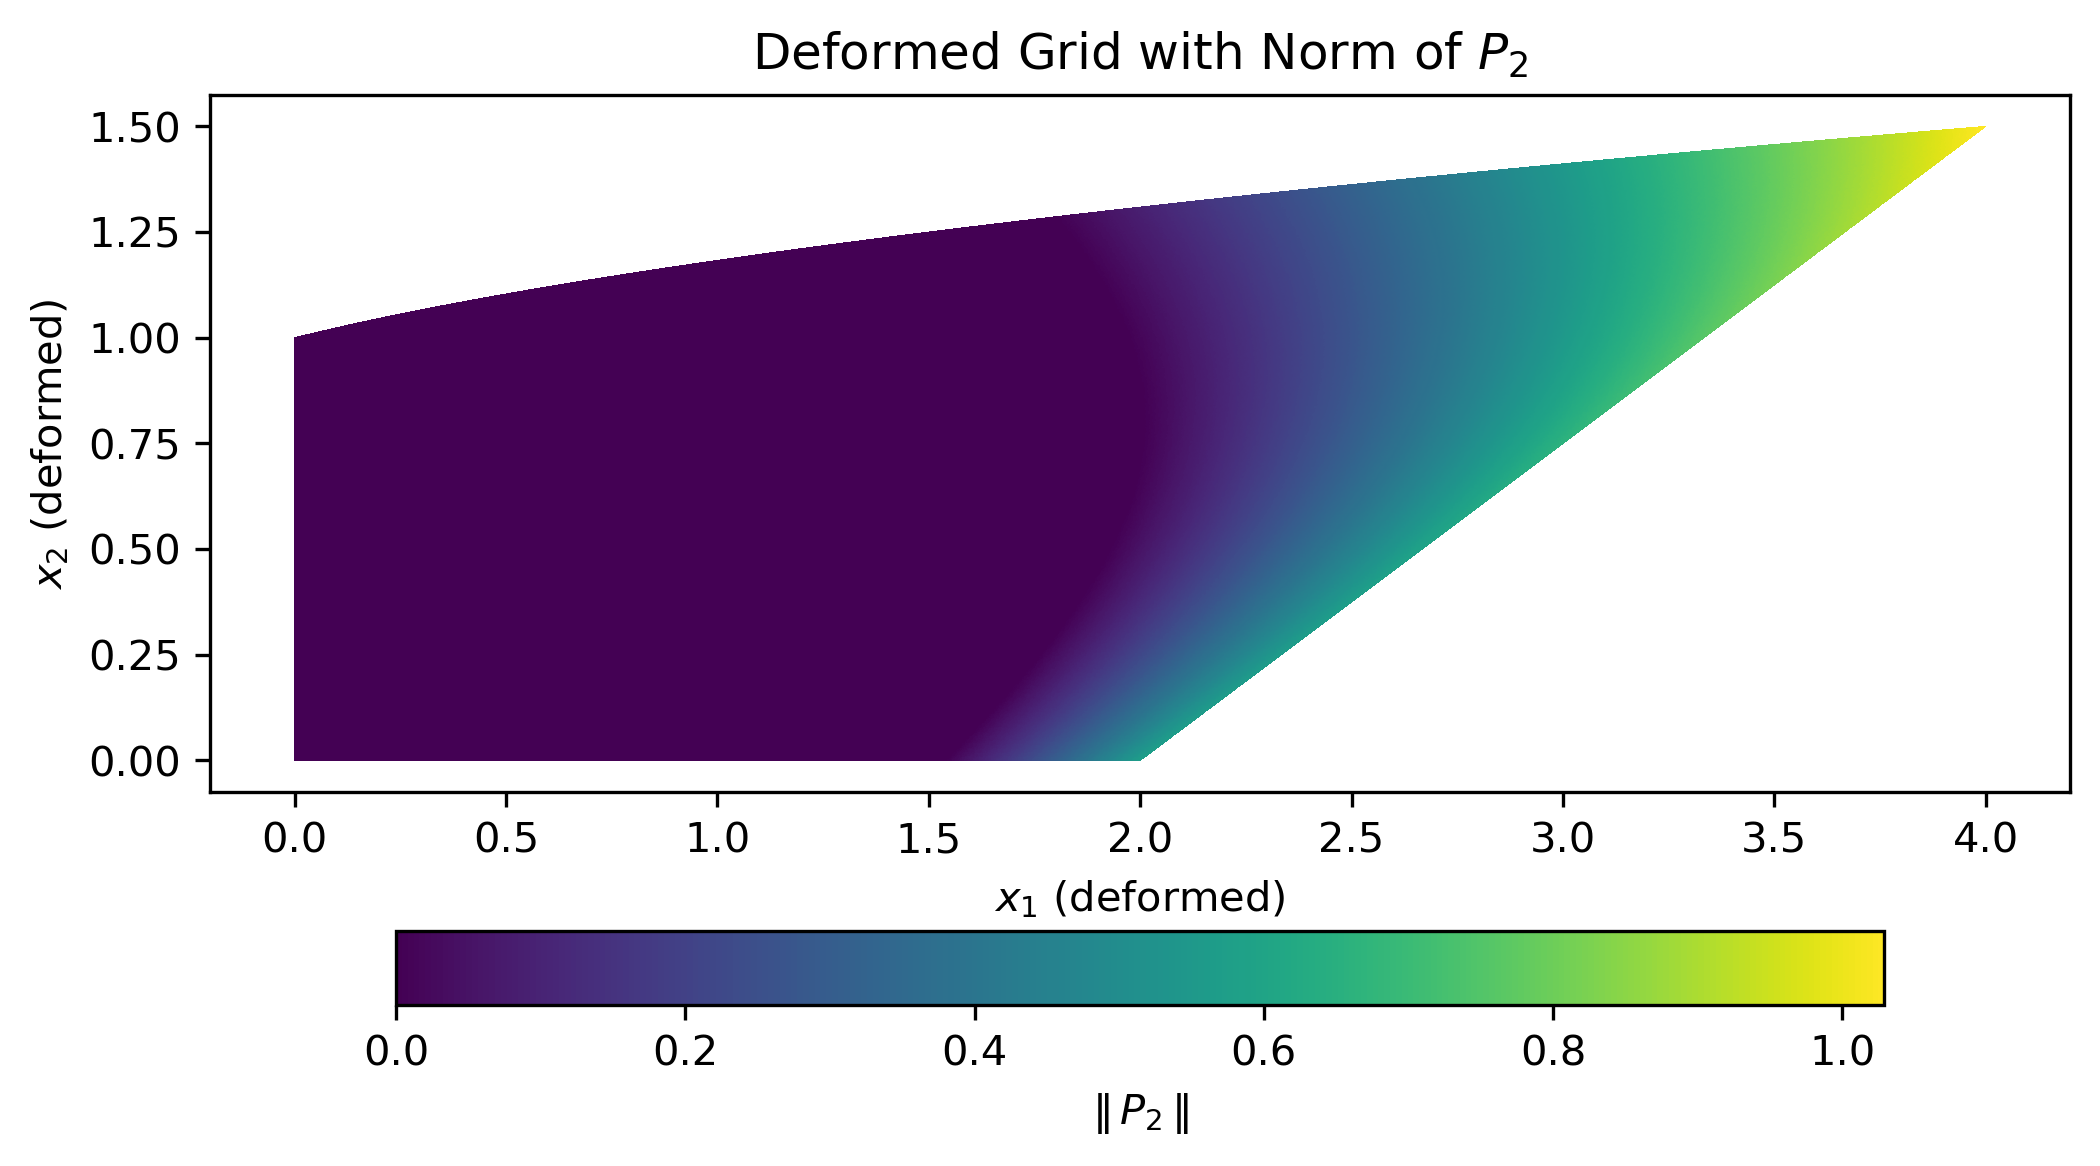 Deformed Grid with Norm of P₂
x₂ (deformed)
1.50
1.25
1.00
0.75
0.50
0.25
0.00
0.0 0.5 1.0 1.5 2.0 2.5 3.0 3.5 4.0
x₁ (deformed)
0.0 0.2 0.4 0.6 0.8 1.0
‖ P₂ ‖